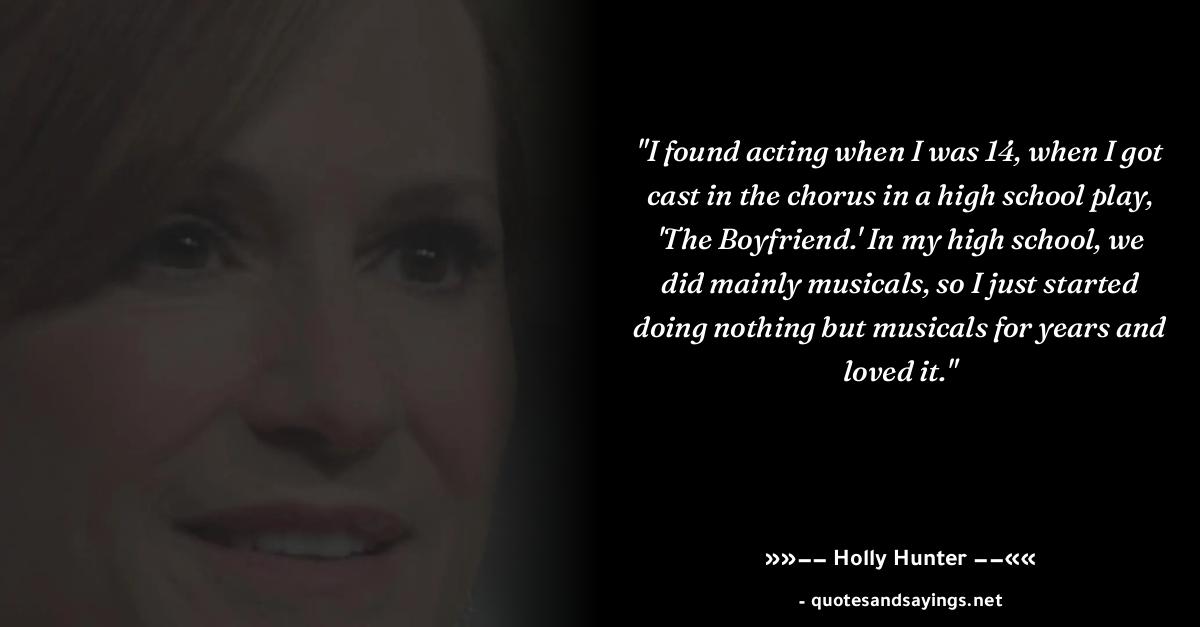 "I found acting when I was 14, when I got
cast in the chorus in a high school play,
'The Boyfriend.' In my high school, we
did mainly musicals, so I just started
doing nothing but musicals for years and
loved it."
»»–– Holly Hunter ––««
- quotesandsayings.net